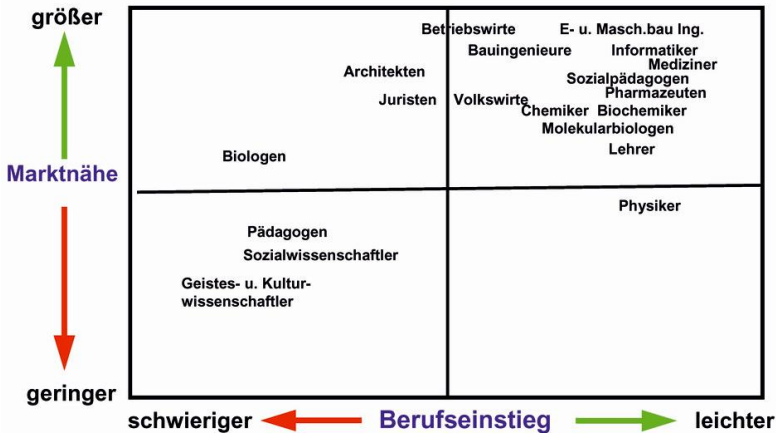 größer
Betriebswirte E- u. Masch.bau Ing.
Bauingenieure Informatiker
Mediziner
Architekten
Sozialpädagogen
Pharmazeuten
Juristen Volkswirte
Chemiker Biochemiker
Molekularbiologen
Lehrer
Biologen
Marktnähe
Physiker
Pädagogen
Sozialwissenschaftler
Geistes- u. Kultur-
wissenschaftler
geringer
schwieriger Berufseinstieg leichter